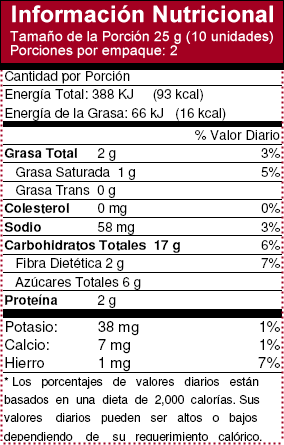 Información Nutricional
Tamaño de la Porción 25 g (10 unidades)
Porciones por empaque: 2
Cantidad por Porción
Energía Total: 388 KJ (93 kcal)
Energía de la Grasa: 66 kJ (16 kcal)
% Valor Diario
Grasa Total 2 g 3%
Grasa Saturada 1 g 5%
Grasa Trans 0 g
Colesterol 0 mg 0%
Sodio 58 mg 3%
Carbohidratos Totales 17 g 6%
Fibra Dietética 2 g 7%
Azúcares Totales 6 g
Proteína 2 g
Potasio: 38 mg 1%
Calcio: 7 mg 1%
Hierro 1 mg 7%
* Los porcentajes de valores diarios están
basados en una dieta de 2,000 calorías. Sus
valores diarios pueden ser altos o bajos
dependiendo de su requerimiento calórico.